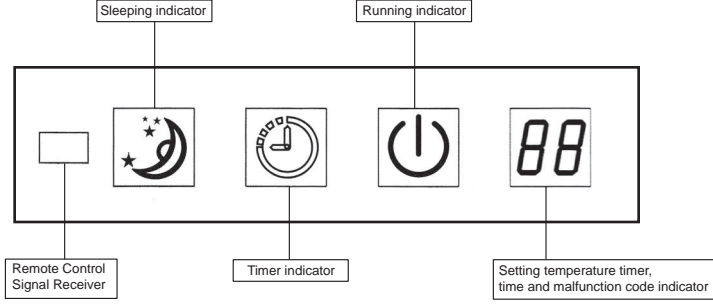 Sleeping indicator
Running indicator
88
Remote Control
Signal Receiver
Timer indicator
Setting temperature timer,
time and malfunction code indicator